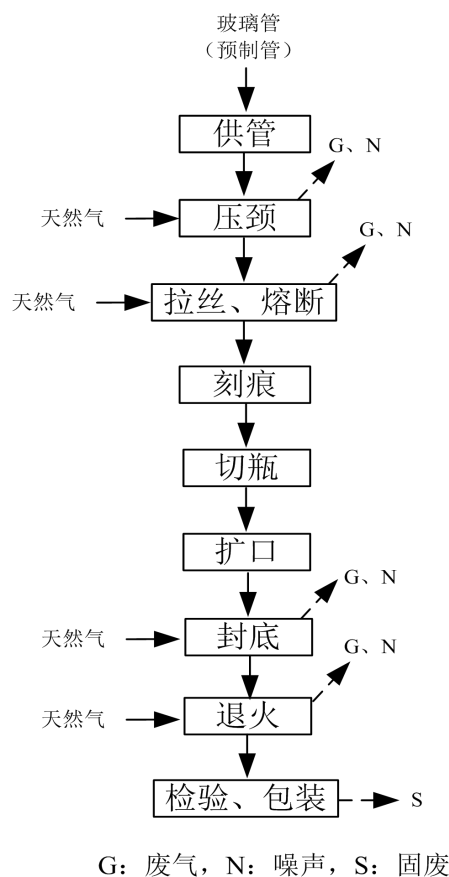 玻璃管
（预制管）
供管
G、N
天然气
压颈
G、N
天然气
拉丝、熔断
刻痕
切瓶
扩口
G、N
天然气
封底
G、N
天然气
退火
检验、包装
S
G：废气，N：噪声，S：固废